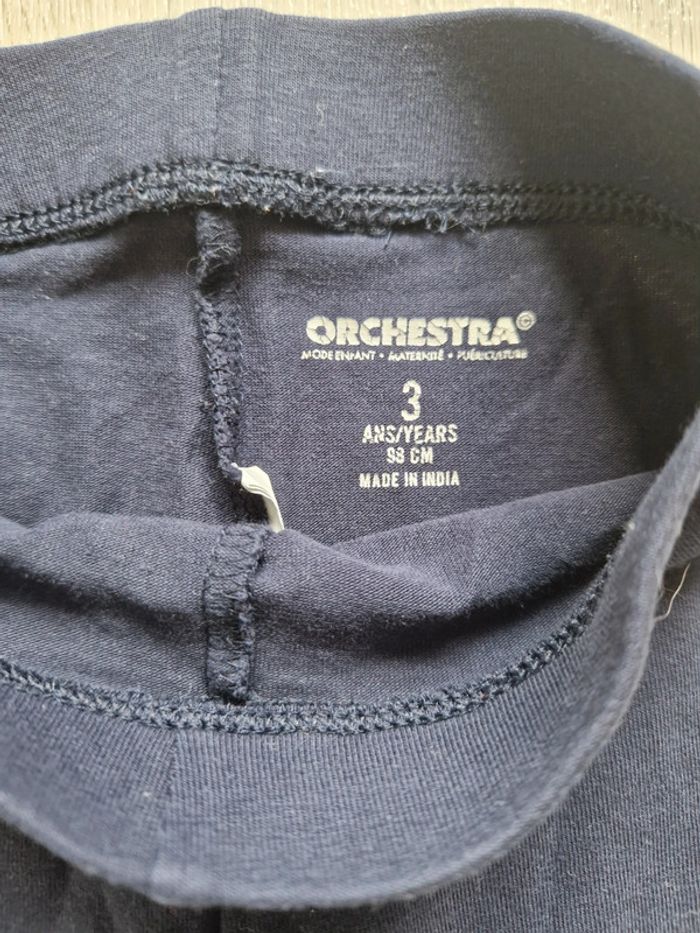 ORCHESTRA©
MODE ENFANT • MATERNITÉ • PUÉRICULTURE
3
ANS/YEARS
98 CM
MADE IN INDIA